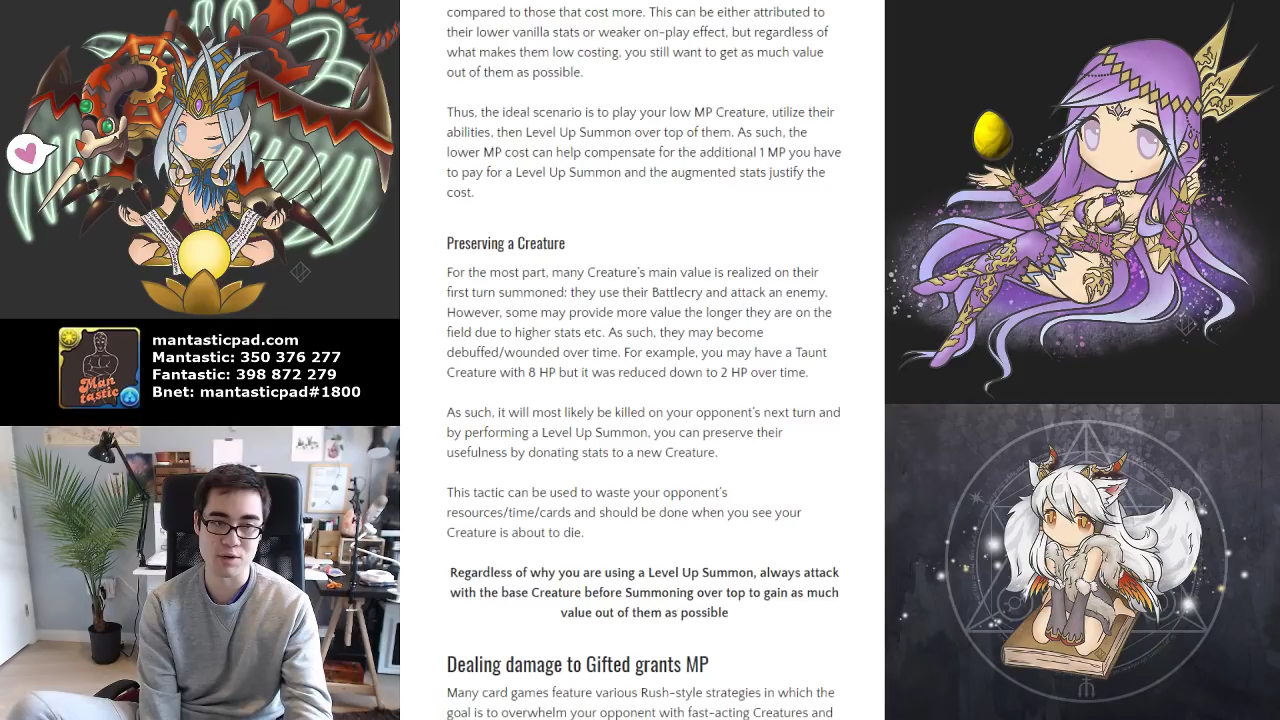 compared to those that cost more. This can be either attributed to
their lower vanilla stats or weaker on-play effect, but regardless of
what makes them low costing, you still want to get as much value
out of them as possible.
Thus, the ideal scenario is to play your low MP Creature, utilize their
abilities, then Level Up Summon over top of them. As such, the
lower MP cost can help compensate for the additional 1 MP you have
to pay for a Level Up Summon and the augmented stats justify the
cost.
Preserving a Creature
For the most part, many Creature's main value is realized on their
first turn summoned: they use their Battlecry and attack an enemy.
However, some may provide more value the longer they are on the
field due to higher stats etc. As such, they may become
debuffed/wounded over time. For example, you may have a Taunt
Creature with 8 HP but it was reduced down to 2 HP over time.
As such, it will most likely be killed on your opponent's next turn and
by performing a Level Up Summon, you can preserve their
usefulness by donating stats to a new Creature.
This tactic can be used to waste your opponent's
resources/time/cards and should be done when you see your
Creature is about to die.
Regardless of why you are using a Level Up Summon, always attack
with the base Creature before Summoning over top to gain as much
value out of them as possible
Dealing damage to Gifted grants MP
Many card games feature various Rush-style strategies in which the
goal is to overwhelm your opponent with fast-acting Creatures and
mantasticpad.com
Mantastic: 350 376 277
Fantastic: 398 872 279
Bnet: mantasticpad#1800
Man
tastic